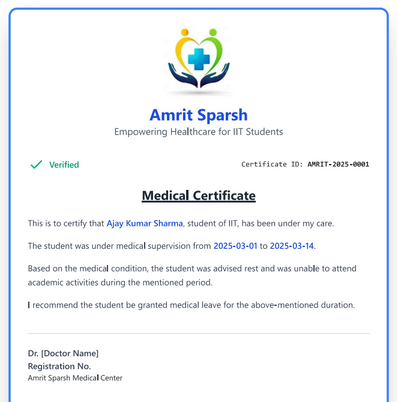 Amrit Sparsh
Empowering Healthcare for IIT Students
Verified
Certificate ID: AMRIT-2025-0001
Medical Certificate
This is to certify that Ajay Kumar Sharma, student of IIT, has been under my care.
The student was under medical supervision from 2025-03-01 to 2025-03-14.
Based on the medical condition, the student was advised rest and was unable to attend
academic activities during the mentioned period.
I recommend the student be granted medical leave for the above-mentioned duration.
Dr. [Doctor Name]
Registration No.
Amrit Sparsh Medical Center